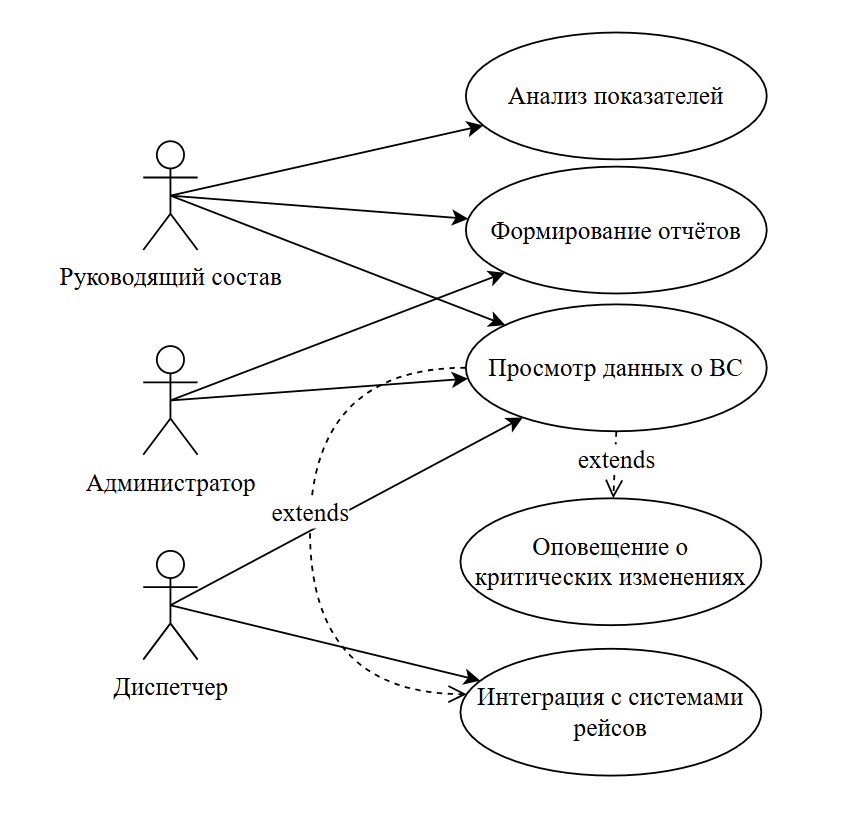 Анализ показателей
Формирование отчётов
Руководящий состав
Просмотр данных о ВС
extends
Администратор
extends
Оповещение о
критических изменениях
Диспетчер
Интеграция с системами
рейсов